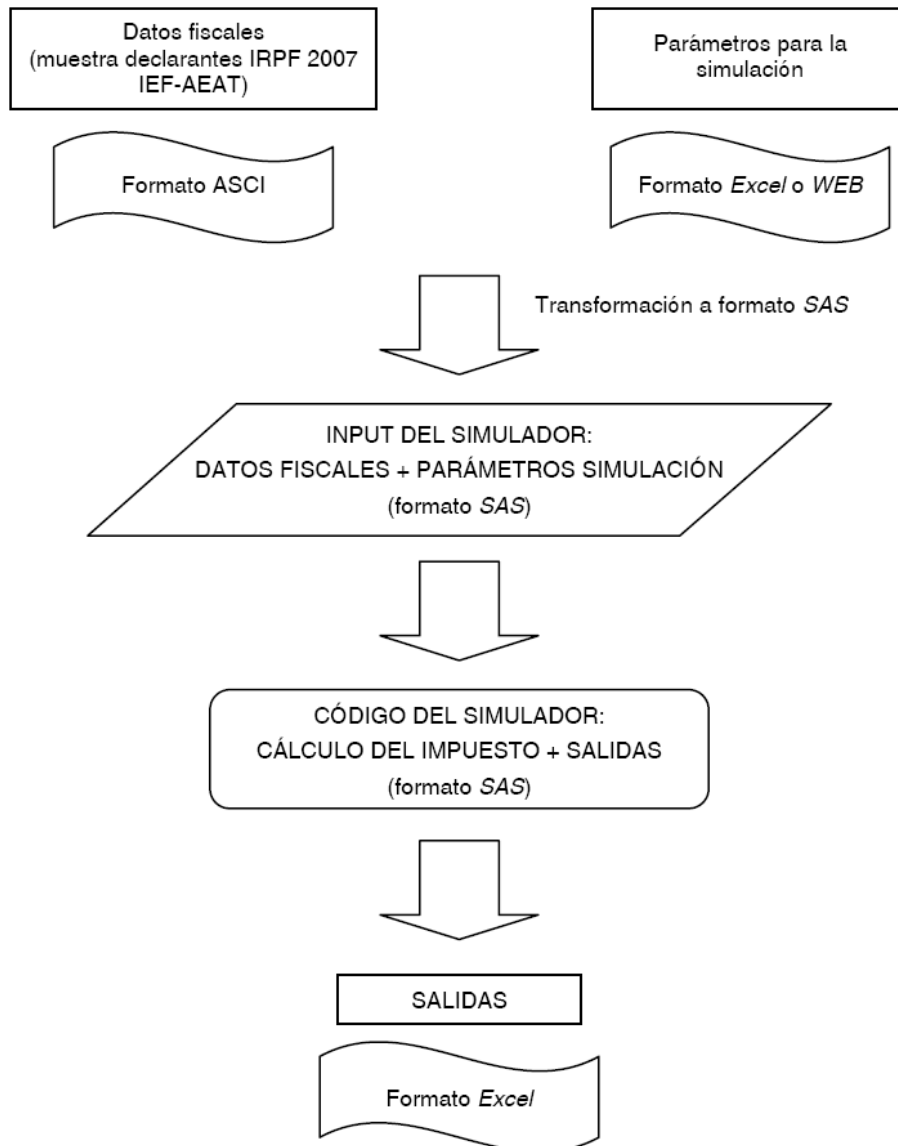 Datos fiscales
(muestra declarantes IRPF 2007
IEF-AEAT)
Parámetros para la
simulación
Formato ASCI
Formato Excel o WEB
Transformación a formato SAS
INPUT DEL SIMULADOR:
DATOS FISCALES + PARÁMETROS SIMULACIÓN
(formato SAS)
CÓDIGO DEL SIMULADOR:
CÁLCULO DEL IMPUESTO + SALIDAS
(formato SAS)
SALIDAS
Formato Excel